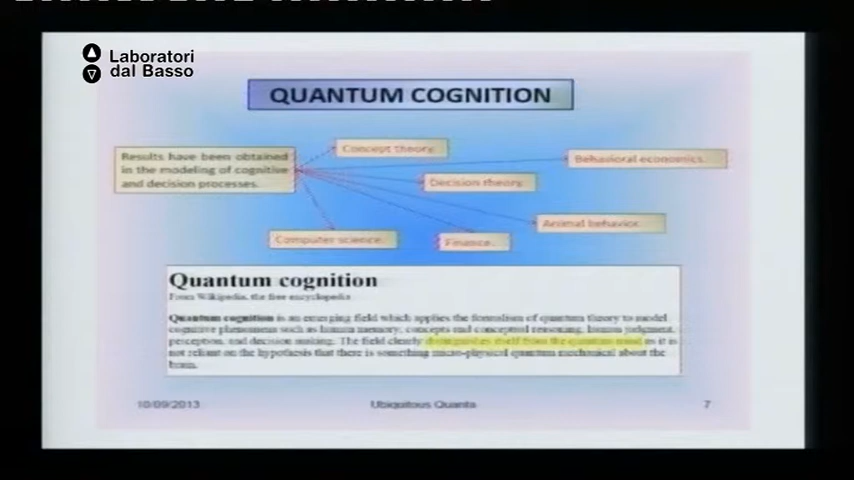 Laboratori
dal Basso
QUANTUM COGNITION
Results have been obtained
in the modeling of cognitive
and decision processes.
Concept theory.
Behavioral economics.
Decision theory.
Animal behavior.
Computer science.
Finance.
Quantum cognition
From Wikipedia, the free encyclopedia
Quantum cognition is an emerging field which applies the formalism of quantum theory to model
cognitive phenomena such as human memory, concepts and conceptual reasoning, human judgment,
perception, and decision making. The field clearly distinguishes itself from the quantum mind as it is
not reliant on the hypothesis that there is something micro-physical quantum mechanical about the
brain.
10/09/2013
Ubiquitous Quanta
7